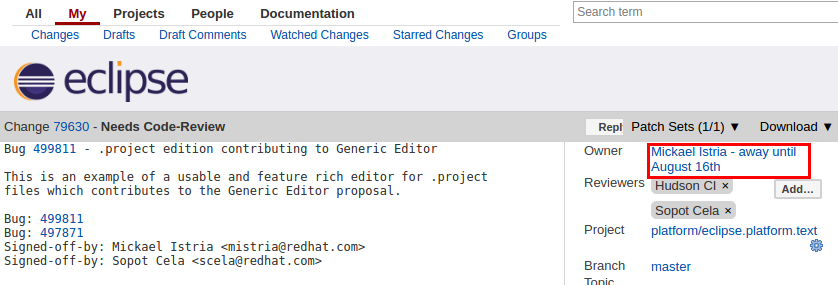 All My Projects People Documentation
Search term
Changes Drafts Draft Comments Watched Changes Starred Changes Groups
eclipse
Change 79630 - Needs Code-Review
Patch Sets (1/1) ▼ Download ▼
Bug 499811 - .project edition contributing to Generic Editor
This is an example of a usable and feature rich editor for .project
files which contributes to the Generic Editor proposal.
Bug: 499811
Bug: 497871
Signed-off-by: Mickael Istria <mistria@redhat.com>
Signed-off-by: Sopot Cela <scela@redhat.com>
Owner Mickael Istria - away until
August 16th
Reviewers Hudson CI × Add...
Sopot Cela ×
Project platform/eclipse.platform.text
Branch master
Topic